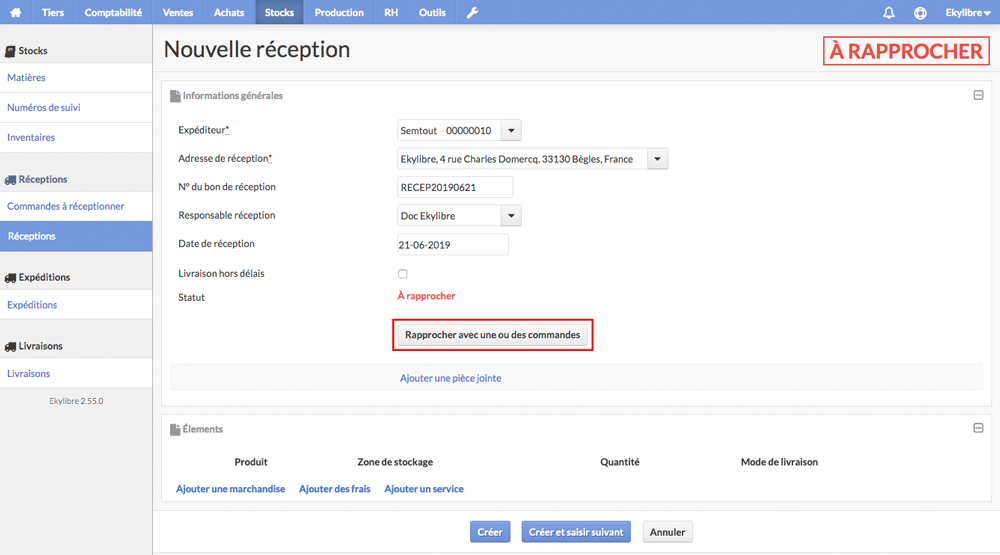 Tiers Comptabilité Ventes Achats Stocks Production RH Outils Ekylibre
Stocks
Matières
Numéros de suivi
Inventaires
Réceptions
Commandes à réceptionner
Réceptions
Expéditions
Expéditions
Livraisons
Livraisons
Ekylibre 2.55.0
Nouvelle réception
À RAPPROCHER
Informations générales
Expéditeur* Semtout - 00000010
Adresse de réception* Ekylibre, 4 rue Charles Domercq, 33130 Bègles, France
N° du bon de réception RECEP20190621
Responsable réception Doc Ekylibre
Date de réception 21-06-2019
Livraison hors délais
Statut À rapprocher
Rapprocher avec une ou des commandes
Ajouter une pièce jointe
Élements
Produit Zone de stockage Quantité Mode de livraison
Ajouter une marchandise Ajouter des frais Ajouter un service
Créer Créer et saisir suivant Annuler